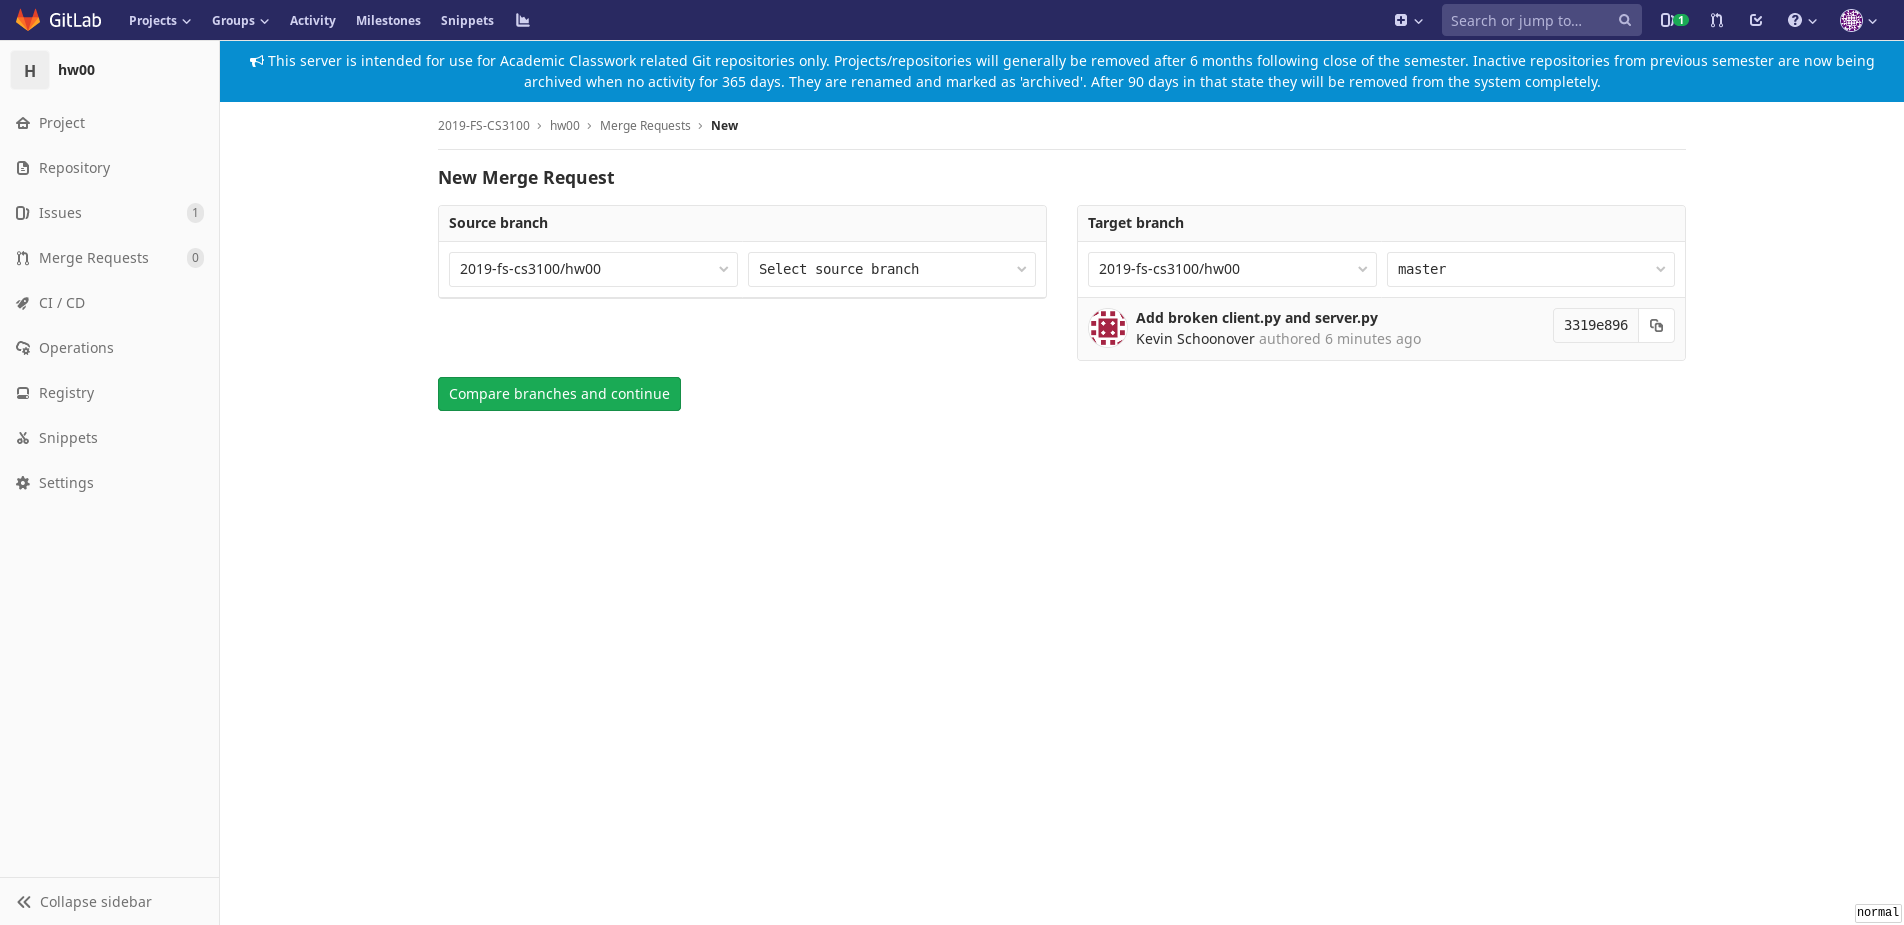 GitLab Projects Groups Activity Milestones Snippets Search or jump to... 1
H hw00
This server is intended for use for Academic Classwork related Git repositories only. Projects/repositories will generally be removed after 6 months following close of the semester. Inactive repositories from previous semester are now being
archived when no activity for 365 days. They are renamed and marked as 'archived'. After 90 days in that state they will be removed from the system completely.
Project
Repository
Issues 1
Merge Requests 0
CI / CD
Operations
Registry
Snippets
Settings
Collapse sidebar
2019-FS-CS3100 › hw00 › Merge Requests › New
New Merge Request
Source branch
2019-fs-cs3100/hw00 Select source branch
Target branch
2019-fs-cs3100/hw00 master
Add broken client.py and server.py 3319e896
Kevin Schoonover authored 6 minutes ago
Compare branches and continue
normal